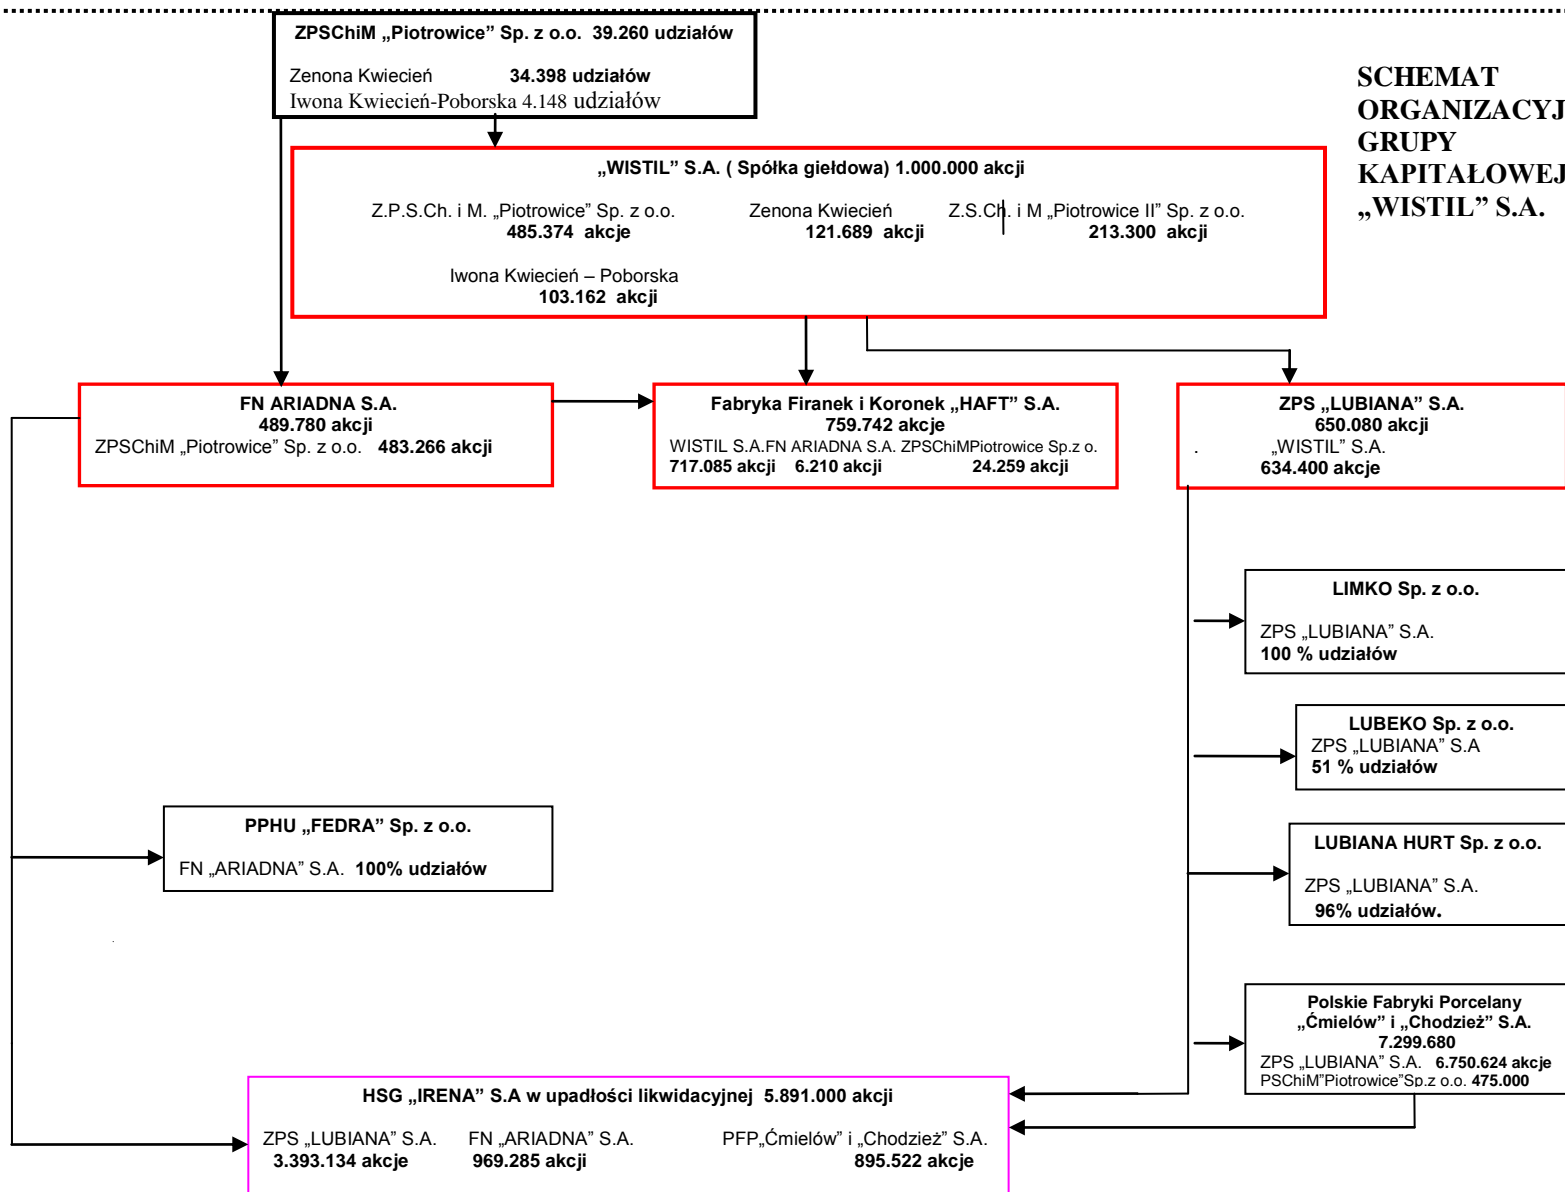 ZPSChiM „Piotrowice” Sp. z o.o. 39.260 udziałów
Zenona Kwiecień 34.398 udziałów
Iwona Kwiecień-Poborska 4.148 udziałów
SCHEMAT
ORGANIZACYJ
GRUPY
KAPITAŁOWEJ
„WISTIL” S.A.
„WISTIL” S.A. ( Spółka giełdowa) 1.000.000 akcji
Z.P.S.Ch. i M. „Piotrowice” Sp. z o.o. Zenona Kwiecień Z.S.Ch. i M „Piotrowice II” Sp. z o.o.
485.374 akcje 121.689 akcji 213.300 akcji
Iwona Kwiecień – Poborska
103.162 akcji
FN ARIADNA S.A.
489.780 akcji
ZPSChiM „Piotrowice” Sp. z o.o. 483.266 akcji
Fabryka Firanek i Koronek „HAFT” S.A.
759.742 akcje
WISTIL S.A.FN ARIADNA S.A. ZPSChiMPiotrowice Sp.z o.
717.085 akcji 6.210 akcji 24.259 akcji
ZPS „LUBIANA” S.A.
650.080 akcji
. „WISTIL” S.A.
634.400 akcje
LIMKO Sp. z o.o.
ZPS „LUBIANA” S.A.
100 % udziałów
LUBEKO Sp. z o.o.
ZPS „LUBIANA” S.A
51 % udziałów
PPHU „FEDRA” Sp. z o.o.
FN „ARIADNA” S.A. 100% udziałów
LUBIANA HURT Sp. z o.o.
ZPS „LUBIANA” S.A.
96% udziałów.
Polskie Fabryki Porcelany
„Ćmielów” i „Chodzież” S.A.
7.299.680
ZPS „LUBIANA” S.A. 6.750.624 akcje
PSChiM”Piotrowice”Sp.z o.o. 475.000
HSG „IRENA” S.A w upadłości likwidacyjnej 5.891.000 akcji
ZPS „LUBIANA” S.A. FN „ARIADNA” S.A. PFP„Ćmielów” i „Chodzież” S.A.
3.393.134 akcje 969.285 akcji 895.522 akcje